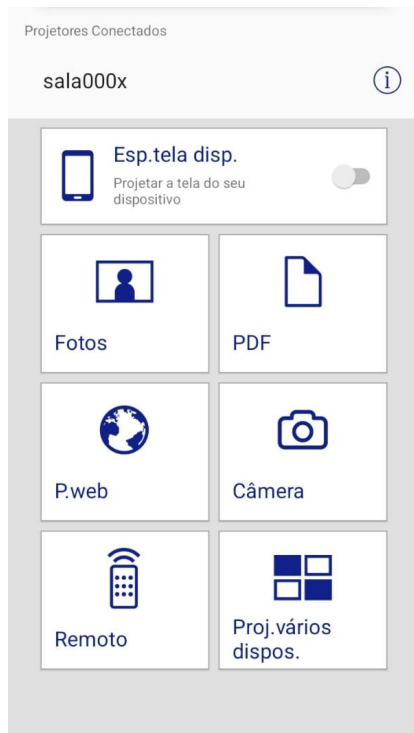 Projetores Conectados
sala000x
Esp.tela disp.
Projetar a tela do seu
dispositivo
Fotos
PDF
P.web
Câmera
Remoto
Proj.vários
dispos.